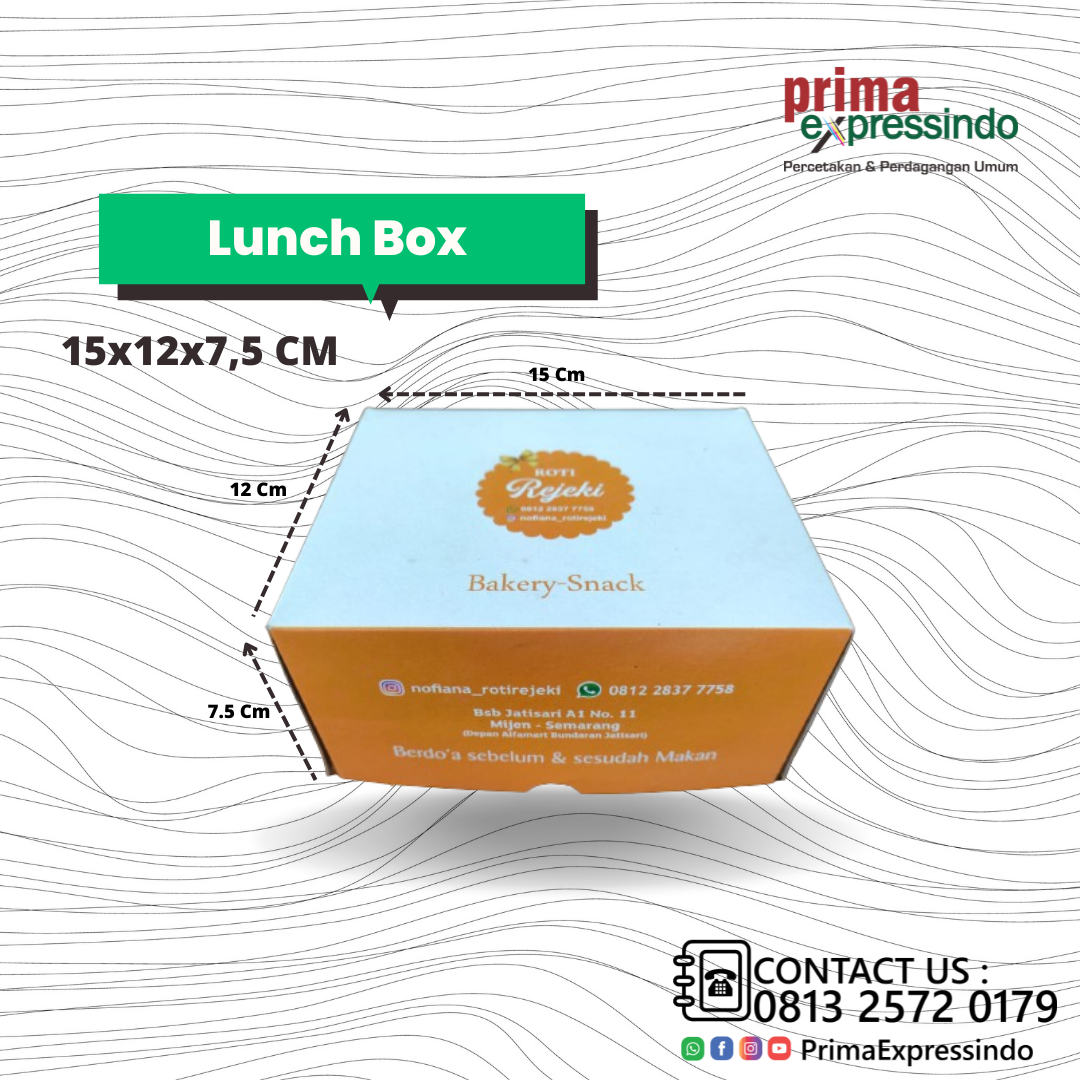 prima
expressindo
Percetakan & Perdagangan Umum
Lunch Box
15x12x7,5 CM
15 Cm
12 Cm
7.5 Cm
ROTI
Rejeki
0812 2837 7758
nofiana_rotirejeki
Bakery-Snack
nofiana_rotirejeki 0812 2837 7758
Bsb Jatisari A1 No. 11
Mijen - Semarang
(Depan Alfamart Bundaran Jatisari)
Berdo'a sebelum & sesudah Makan
CONTACT US :
0813 2572 0179
PrimaExpressindo